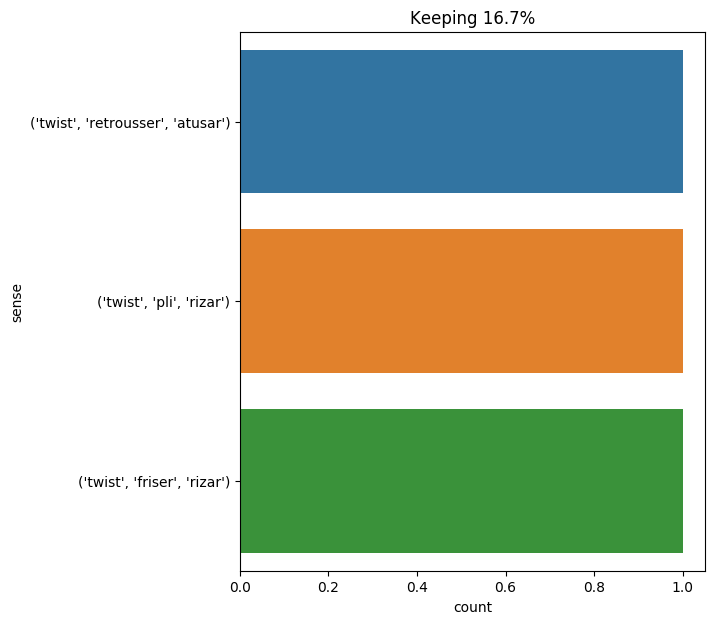 Keeping 16.7%
('twist', 'retrousser', 'atusar')
('twist', 'pli', 'rizar')
('twist', 'friser', 'rizar')
sense
0.0 0.2 0.4 0.6 0.8 1.0
count